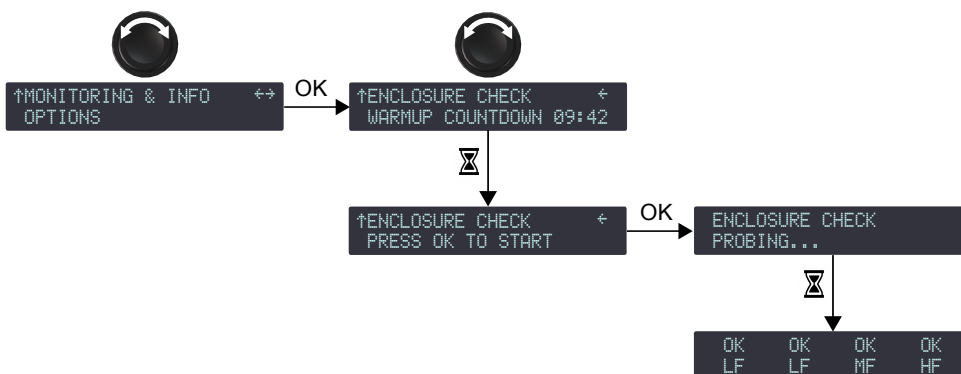 ↑MONITORING & INFO ↔
OPTIONS
OK
↑ENCLOSURE CHECK ←
WARMUP COUNTDOWN 09:42
↑ENCLOSURE CHECK ←
PRESS OK TO START
OK
ENCLOSURE CHECK
PROBING...
OK OK OK OK
LF LF MF HF